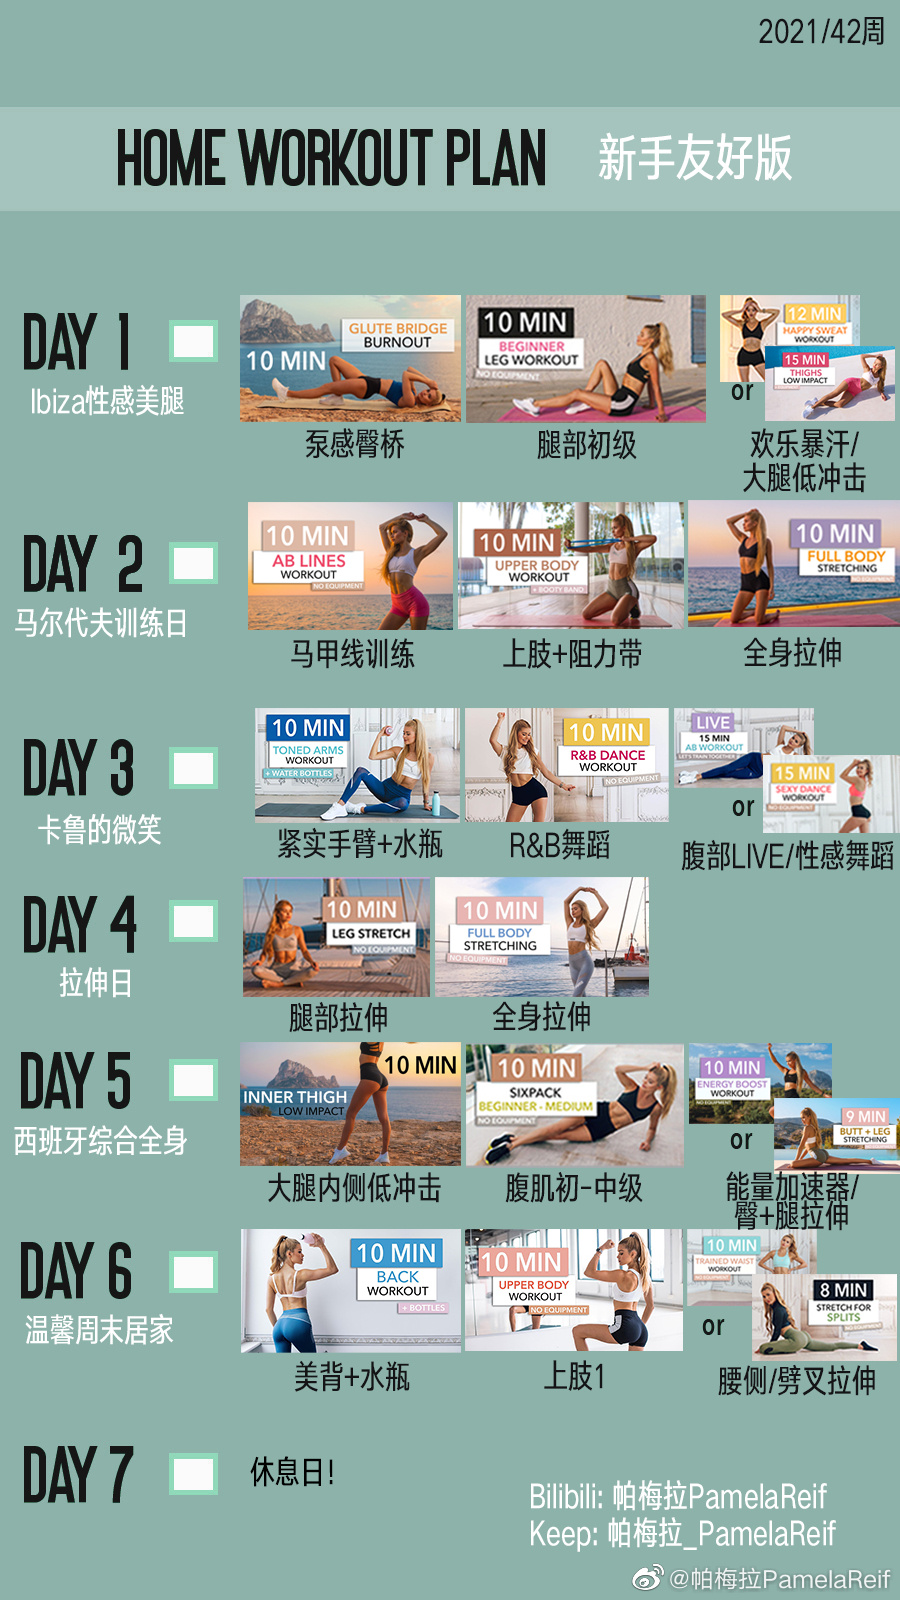 2021/42周
HOME WORKOUT PLAN 新手友好版
DAY 1
Ibiza性感美腿
10 MIN
GLUTE BRIDGE
BURNOUT
泵感臀桥
10 MIN
BEGINNER
LEG WORKOUT
NO EQUIPMENT
腿部初级
12 MIN
HAPPY SWEAT
WORKOUT
or
15 MIN
THIGHS
LOW IMPACT
欢乐暴汗/
大腿低冲击
DAY 2
马尔代夫训练日
10 MIN
AB LINES
WORKOUT
NO EQUIPMENT
马甲线训练
10 MIN
UPPER BODY
WORKOUT
+ BOOTY BAND
上肢+阻力带
10 MIN
FULL BODY
STRETCHING
NO EQUIPMENT
全身拉伸
DAY 3
卡鲁的微笑
10 MIN
TONED ARMS
WORKOUT
+ WATER BOTTLES
紧实手臂+水瓶
10 MIN
R&B DANCE
WORKOUT
NO EQUIPMENT
R&B舞蹈
LIVE
15 MIN
AB WORKOUT
LET'S TRAIN TOGETHER
or
15 MIN
SEXY DANCE
WORKOUT
NO EQUIPMENT
腹部LIVE/性感舞蹈
DAY 4
拉伸日
10 MIN
LEG STRETCH
NO EQUIPMENT
腿部拉伸
10 MIN
FULL BODY
STRETCHING
NO EQUIPMENT
全身拉伸
DAY 5
西班牙综合全身
10 MIN
INNER THIGH
LOW IMPACT
大腿内侧低冲击
10 MIN
SIXPACK
BEGINNER - MEDIUM
NO EQUIPMENT
腹肌初-中级
10 MIN
ENERGY BOOST
WORKOUT
NO EQUIPMENT
or
9 MIN
BUTT + LEG
STRETCHING
能量加速器/
臀+腿拉伸
DAY 6
温馨周末居家
10 MIN
BACK
WORKOUT
+ BOTTLES
美背+水瓶
10 MIN
UPPER BODY
WORKOUT
NO EQUIPMENT
上肢1
10 MIN
TRAINED WAIST
WORKOUT
NO EQUIPMENT
or
8 MIN
STRETCH FOR
SPLITS
NO EQUIPMENT
腰侧/劈叉拉伸
DAY 7
休息日!
Bilibili: 帕梅拉PamelaReif
Keep: 帕梅拉_PamelaReif
@帕梅拉PamelaReif